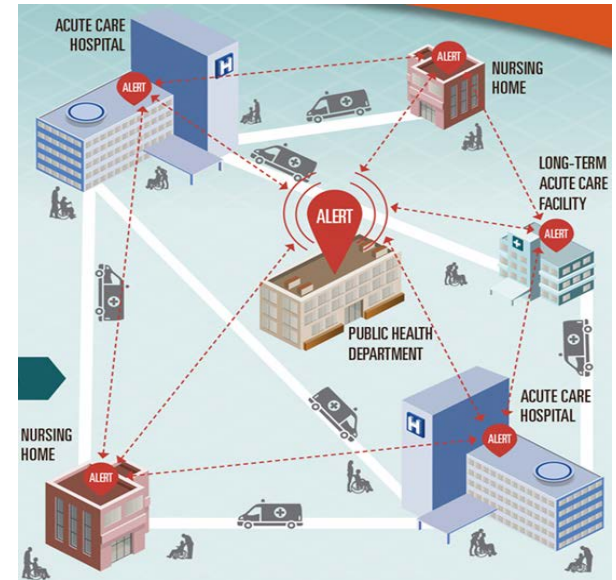 ACUTE CARE
HOSPITAL
H
ALERT
ALERT
NURSING
HOME
LONG-TERM
ACUTE CARE
FACILITY
ALERT
ALERT
PUBLIC HEALTH
DEPARTMENT
ACUTE CARE
HOSPITAL
H
ALERT
NURSING
HOME
ALERT